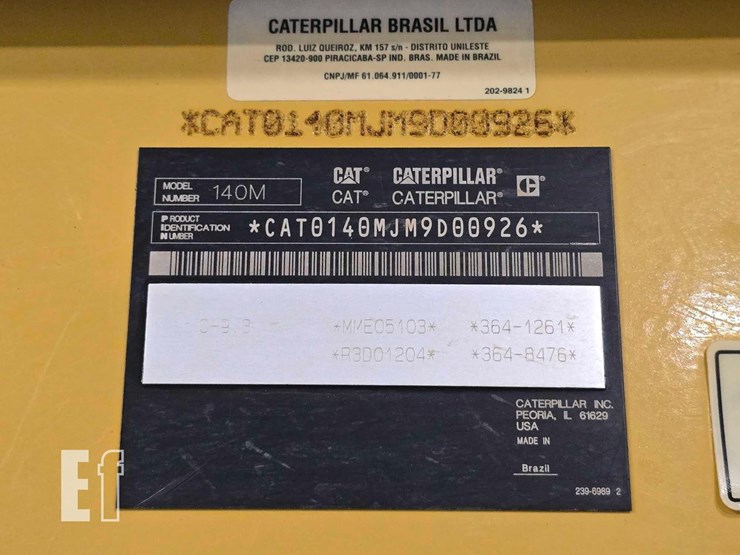 CATERPILLAR BRASIL LTDA
ROD. LUIZ QUEIROZ, KM 157 s/n - DISTRITO UNILESTE
CEP 13420-900 PIRACICABA-SP IND. BRAS. MADE IN BRAZIL
CNPJ/MF 61.064.911/0001-77
202-9824 1
*CAT0140MJM9D00926*
CAT® CATERPILLAR®
CAT® CATERPILLAR® C
MODEL NUMBER 140M
PRODUCT IDENTIFICATION NUMBER *CAT0140MJM9D00926*
*MME05103* *364-1261*
*R3D01204* *364-8476*
CATERPILLAR INC.
PEORIA, IL 61629
USA
MADE IN
Brazil
239-6989 2
Ef